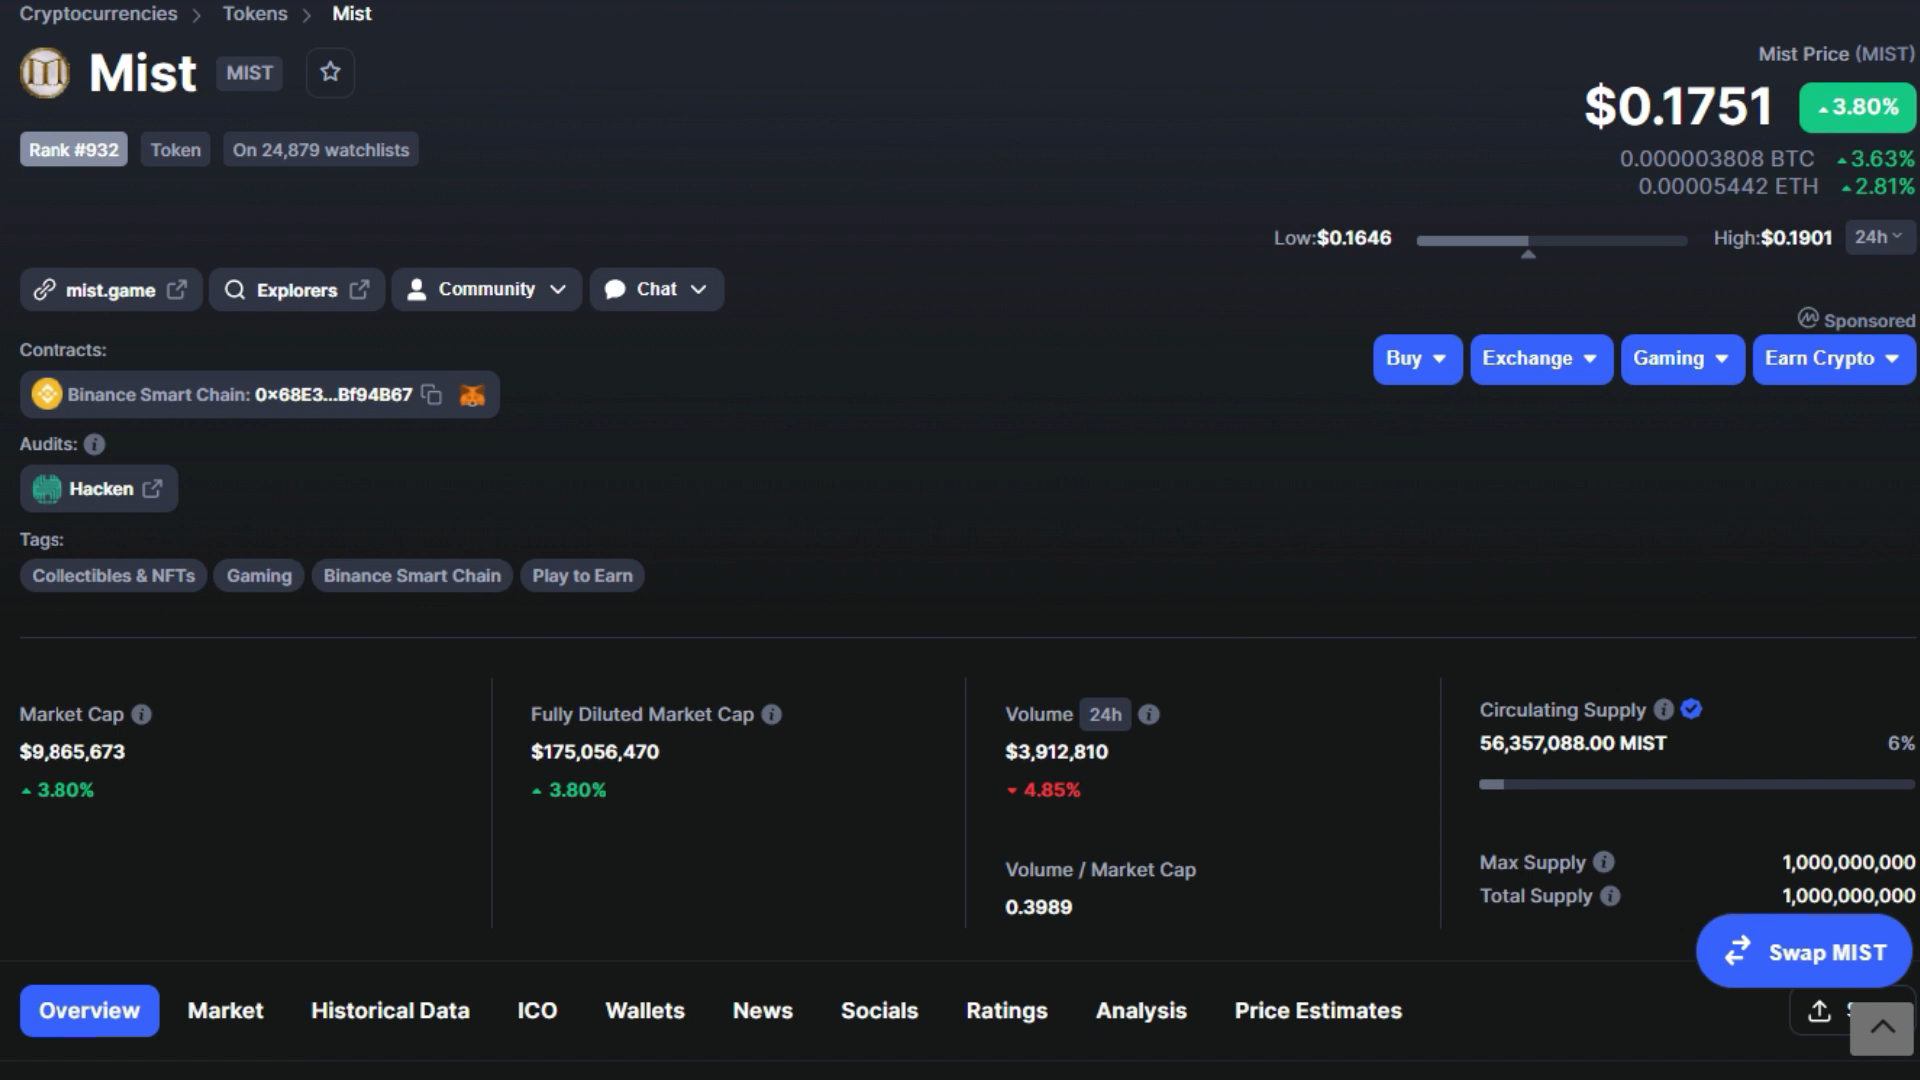 Cryptocurrencies > Tokens > Mist
Mist MIST
Rank #932 Token On 24,879 watchlists
Mist Price (MIST)
$0.1751 3.80%
0.000003808 BTC 3.63%
0.00005442 ETH 2.81%
Low:$0.1646 High:$0.1901 24h
mist.game Explorers Community Chat
Sponsored
Buy Exchange Gaming Earn Crypto
Contracts:
Binance Smart Chain: 0x68E3...Bf94B67
Audits:
Hacken
Tags:
Collectibles & NFTs Gaming Binance Smart Chain Play to Earn
Market Cap
$9,865,673
3.80%
Fully Diluted Market Cap
$175,056,470
3.80%
Volume 24h
$3,912,810
4.85%
Volume / Market Cap
0.3989
Circulating Supply
56,357,088.00 MIST 6%
Max Supply 1,000,000,000
Total Supply 1,000,000,000
Swap MIST
Overview Market Historical Data ICO Wallets News Socials Ratings Analysis Price Estimates